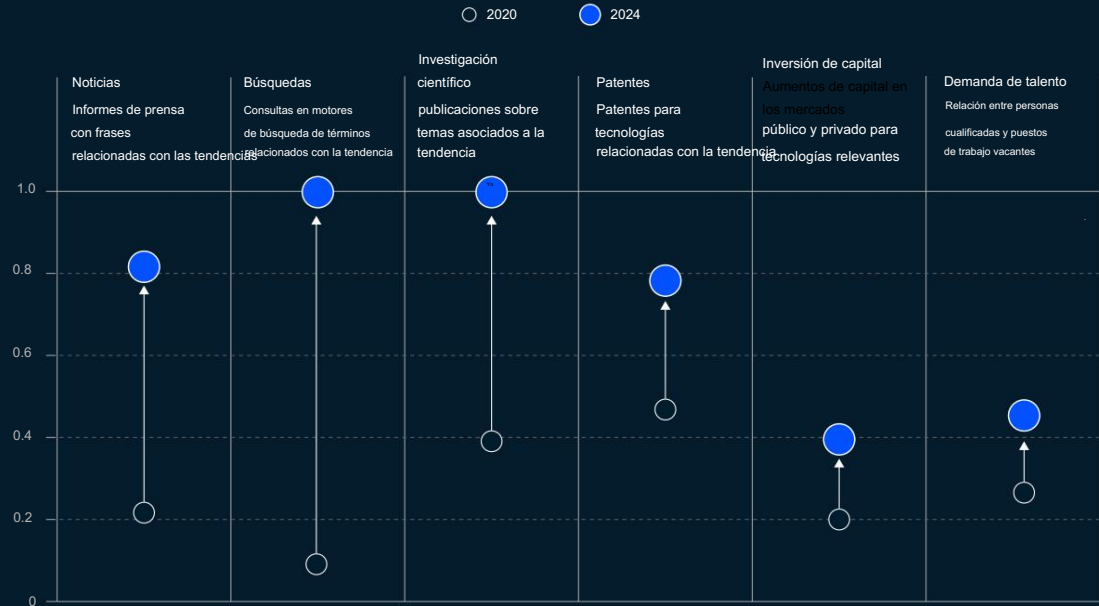 2020
2024
Noticias
Informes de prensa
con frases
relacionadas con las tendencias
Búsquedas
Consultas en motores
de búsqueda de términos
relacionados con la tendencia
Investigación
científico
publicaciones sobre
temas asociados a la
tendencia
Patentes
Patentes para
tecnologías
relacionadas con la tendencia
Inversión de capital
Aumentos de capital en
los mercados
público y privado para
tecnologías relevantes
Demanda de talento
Relación entre personas
cualificadas y puestos
de trabajo vacantes
1.0
0.8
0.6
0.4
0.2
0